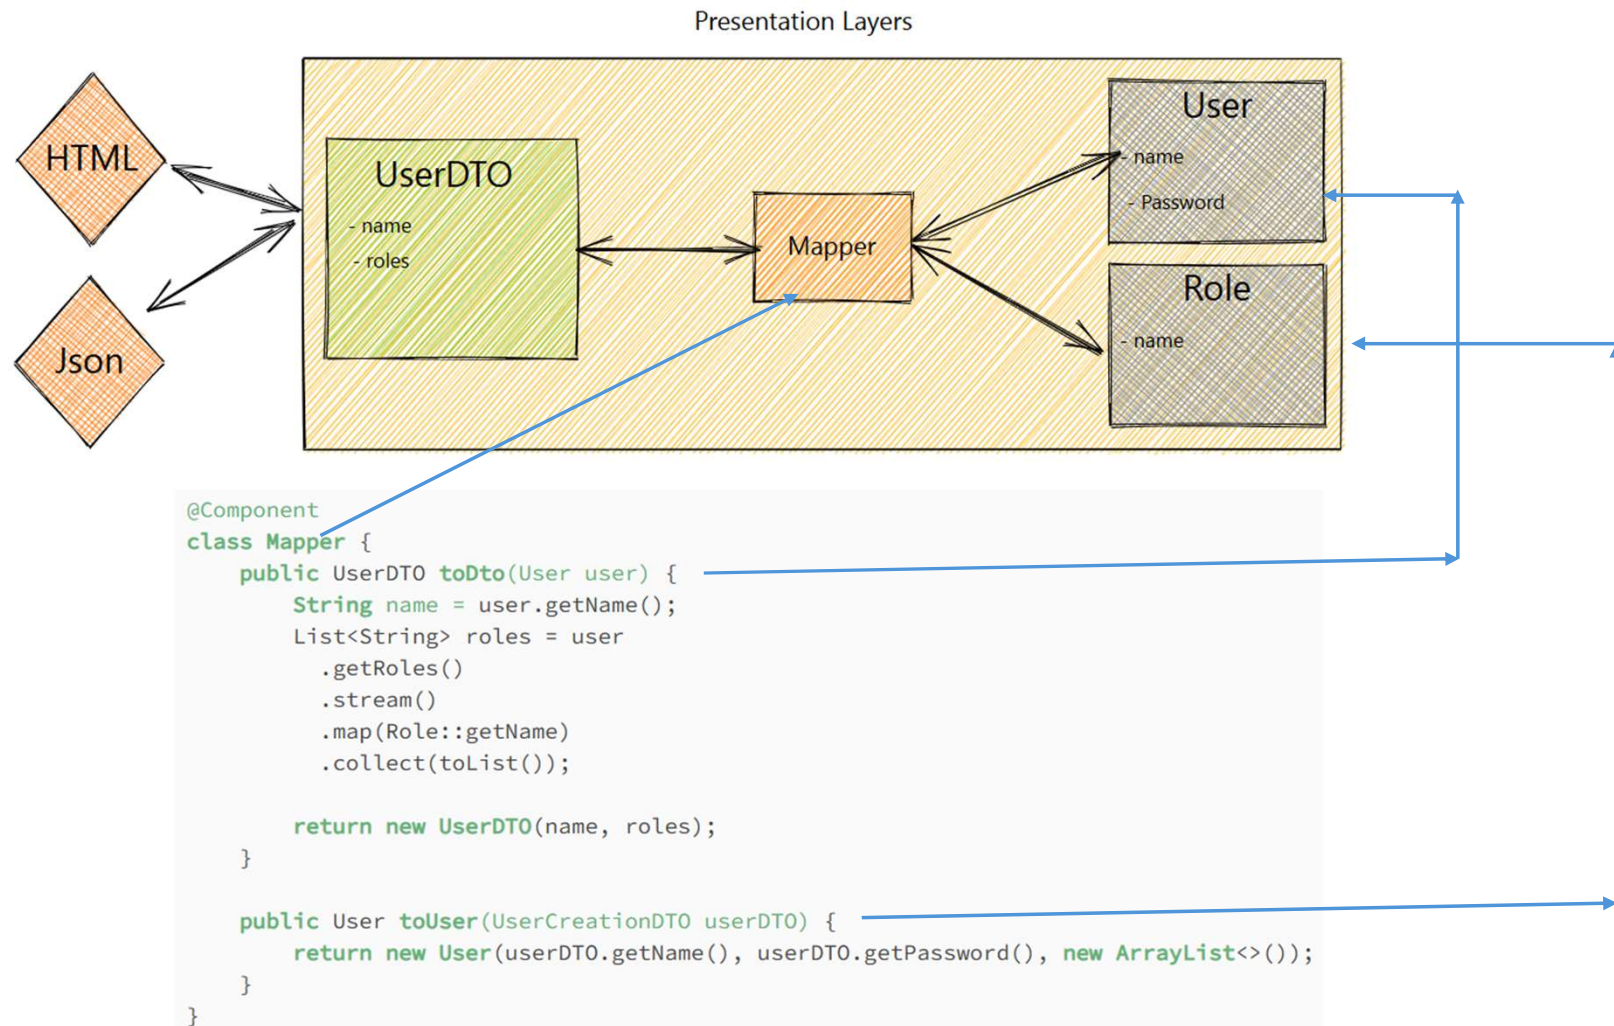 Presentation Layers
HTML
Json
UserDTO
- name
- roles
Mapper
User
- name
- Password
Role
- name
@Component
class Mapper {
    public UserDTO toDto(User user) {
        String name = user.getName();
        List<String> roles = user
          .getRoles()
          .stream()
          .map(Role::getName)
          .collect(toList());
        return new UserDTO(name, roles);
    }
    public User toUser(UserCreationDTO userDTO) {
        return new User(userDTO.getName(), userDTO.getPassword(), new ArrayList<>());
    }
}